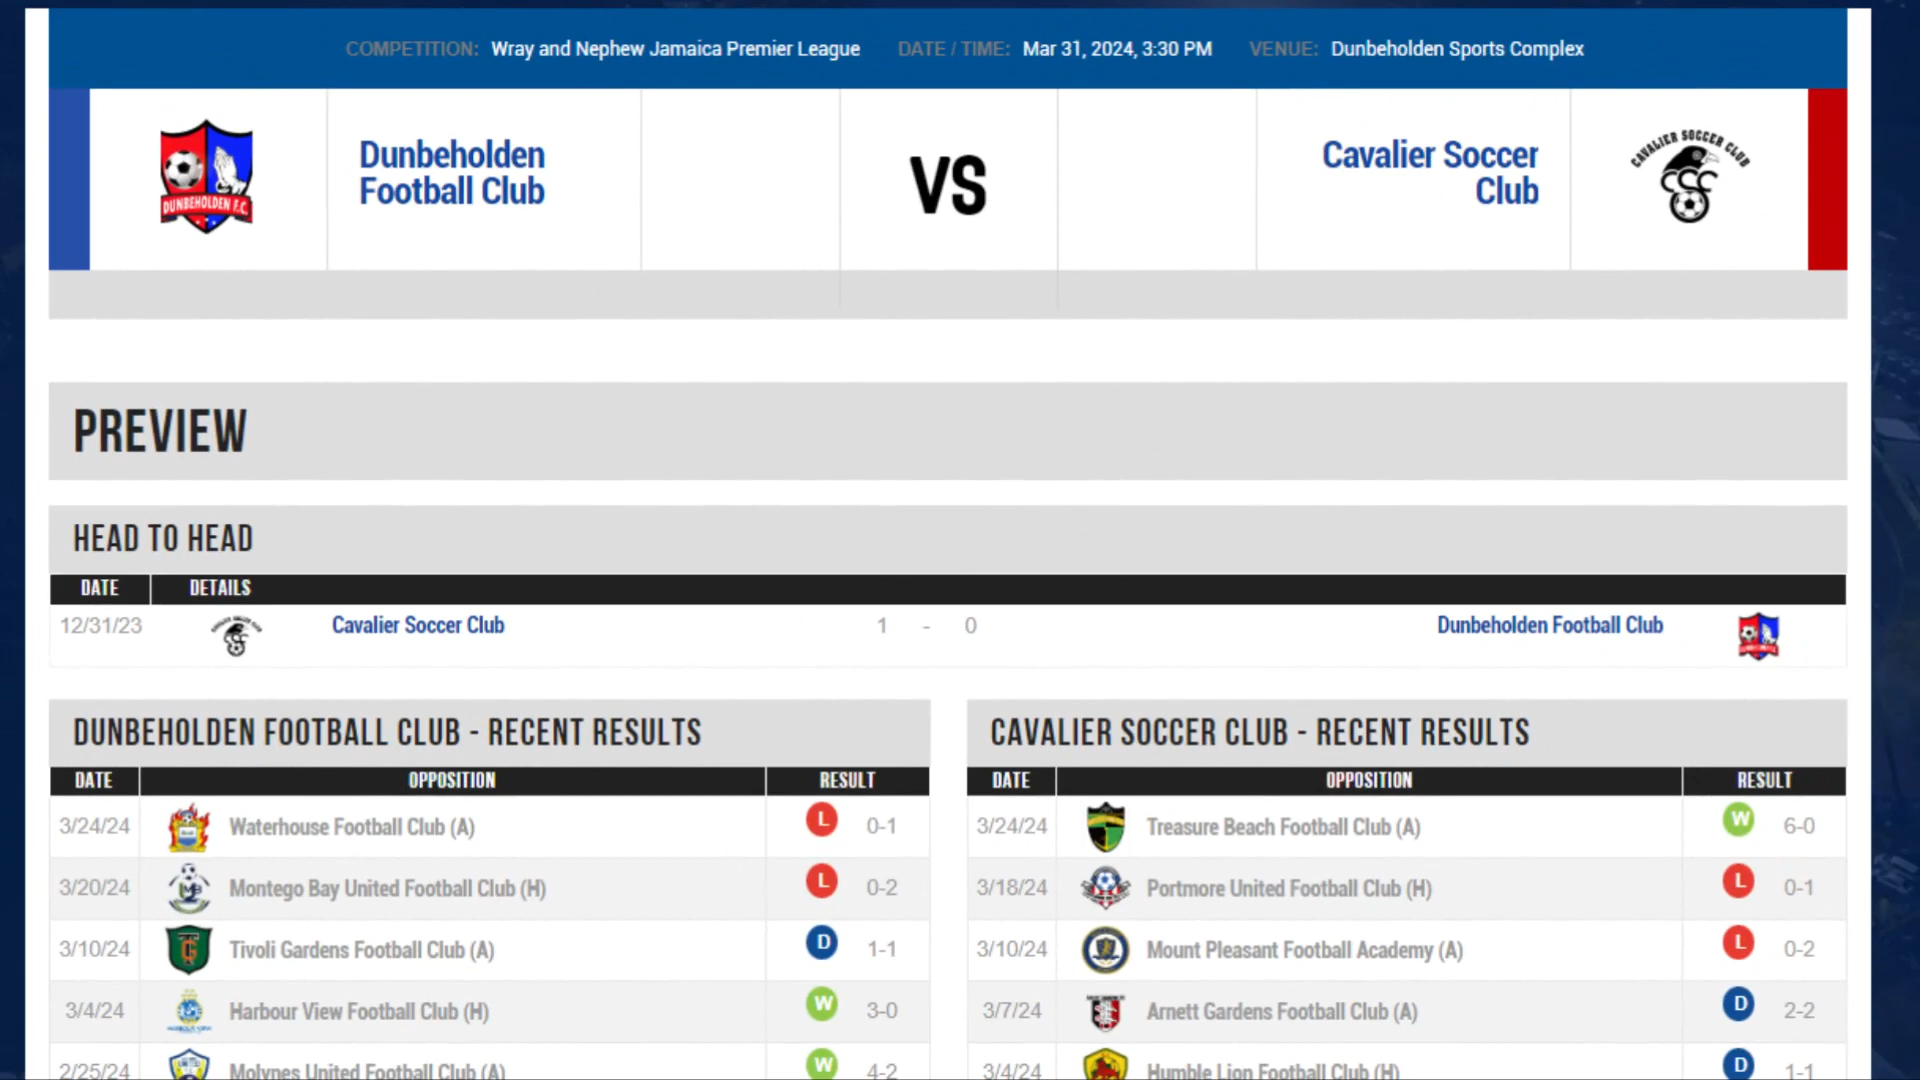 COMPETITION: Wray and Nephew Jamaica Premier League DATE / TIME: Mar 31, 2024, 3:30 PM VENUE: Dunbeholden Sports Complex
DUNBEHOLDEN F.C.
Dunbeholden
Football Club
VS
Cavalier Soccer
Club
CAVALIER SOCCER CLUB
CSC
PREVIEW
HEAD TO HEAD
DATE DETAILS
12/31/23 Cavalier Soccer Club 1 - 0 Dunbeholden Football Club
DUNBEHOLDEN FOOTBALL CLUB - RECENT RESULTS
DATE OPPOSITION RESULT
3/24/24 Waterhouse Football Club (A) L 0-1
3/20/24 Montego Bay United Football Club (H) L 0-2
3/10/24 Tivoli Gardens Football Club (A) D 1-1
3/4/24 Harbour View Football Club (H) W 3-0
2/25/24 Molynes United Football Club (A) W 4-2
CAVALIER SOCCER CLUB - RECENT RESULTS
DATE OPPOSITION RESULT
3/24/24 Treasure Beach Football Club (A) W 6-0
3/18/24 Portmore United Football Club (H) L 0-1
3/10/24 Mount Pleasant Football Academy (A) L 0-2
3/7/24 Arnett Gardens Football Club (A) D 2-2
3/4/24 Humble Lion Football Club (H) D 1-1